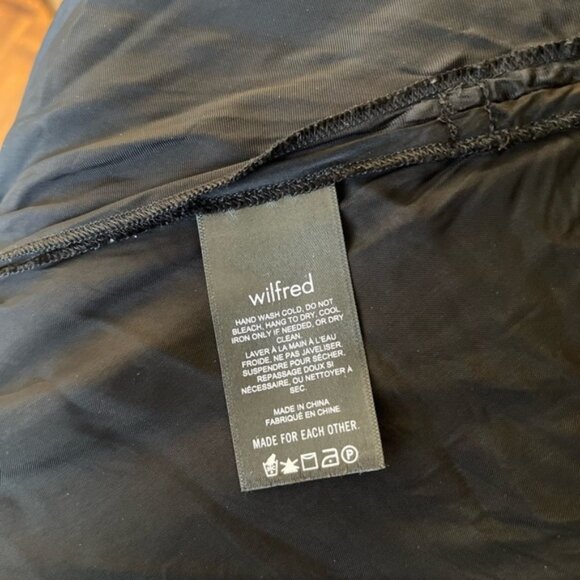 wilfred
HAND WASH COLD, DO NOT
BLEACH, HANG TO DRY, COOL
IRON ONLY IF NEEDED, OR DRY
CLEAN.
LAVER À LA MAIN À L'EAU
FROIDE, NE PAS JAVELISER,
SUSPENDRE POUR SÉCHER.
REPASSAGE DOUX SI
NÉCESSAIRE, OU NETTOYER À
SEC.
MADE IN CHINA
FABRIQUÉ EN CHINE
MADE FOR EACH OTHER.
P